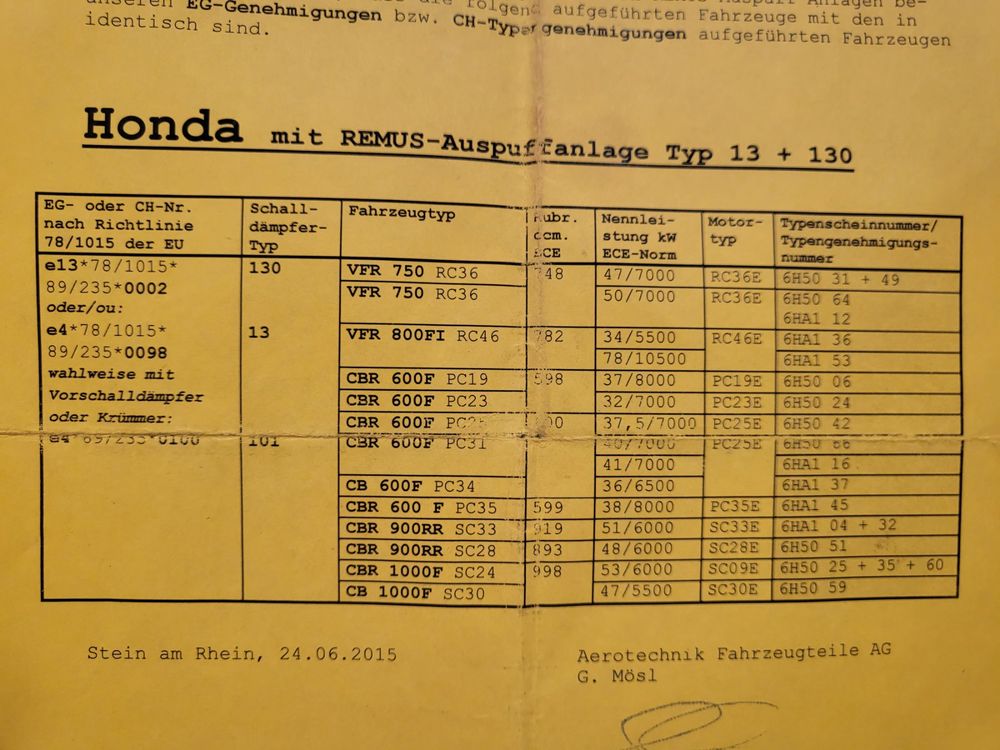 unseren EG-Genehmigungen bzw. CH-Typengenehmigungen aufgeführten Fahrzeuge mit den in
identisch sind. aufgeführten Fahrzeugen
Honda mit REMUS-Auspuffanlage Typ 13 + 130
EG- oder CH-Nr. nach Richtlinie 78/1015 der EU Schalldämpfer-Typ Fahrzeugtyp Hubr. ccm. ECE Nennleistung kW ECE-Norm Motortyp Typenscheinnummer/Typengenehmigungsnummer
e13*78/1015* 130 VFR 750 RC36 748 47/7000 RC36E 6H50 31 + 49
89/235*0002 VFR 750 RC36 50/7000 RC36E 6H50 64
oder/ou: 6HA1 12
e4*78/1015* 13 VFR 800FI RC46 782 34/5500 RC46E 6HA1 36
89/235*0098 78/10500 6HA1 53
wahlweise mit CBR 600F PC19 598 37/8000 PC19E 6H50 06
Vorschalldämpfer CBR 600F PC23 32/7000 PC23E 6H50 24
oder Krümmer: CBR 600F 37,5/7000 PC25E 6H50 42
101 CBR 600F PC31 40/7000 PC25E 6H50
41/7000 6HA1 16
CB 600F PC34 36/6500 6HA1 37
CBR 600 F PC35 599 38/8000 PC35E 6HA1 45
CBR 900RR SC33 919 51/6000 SC33E 6HA1 04 + 32
CBR 900RR SC28 893 48/6000 SC28E 6H50 51
CBR 1000F SC24 998 53/6000 SC09E 6H50 25 + 35 + 60
CB 1000F SC30 47/5500 SC30E 6H50 59
Stein am Rhein, 24.06.2015 Aerotechnik Fahrzeugteile AG
G. Mösl